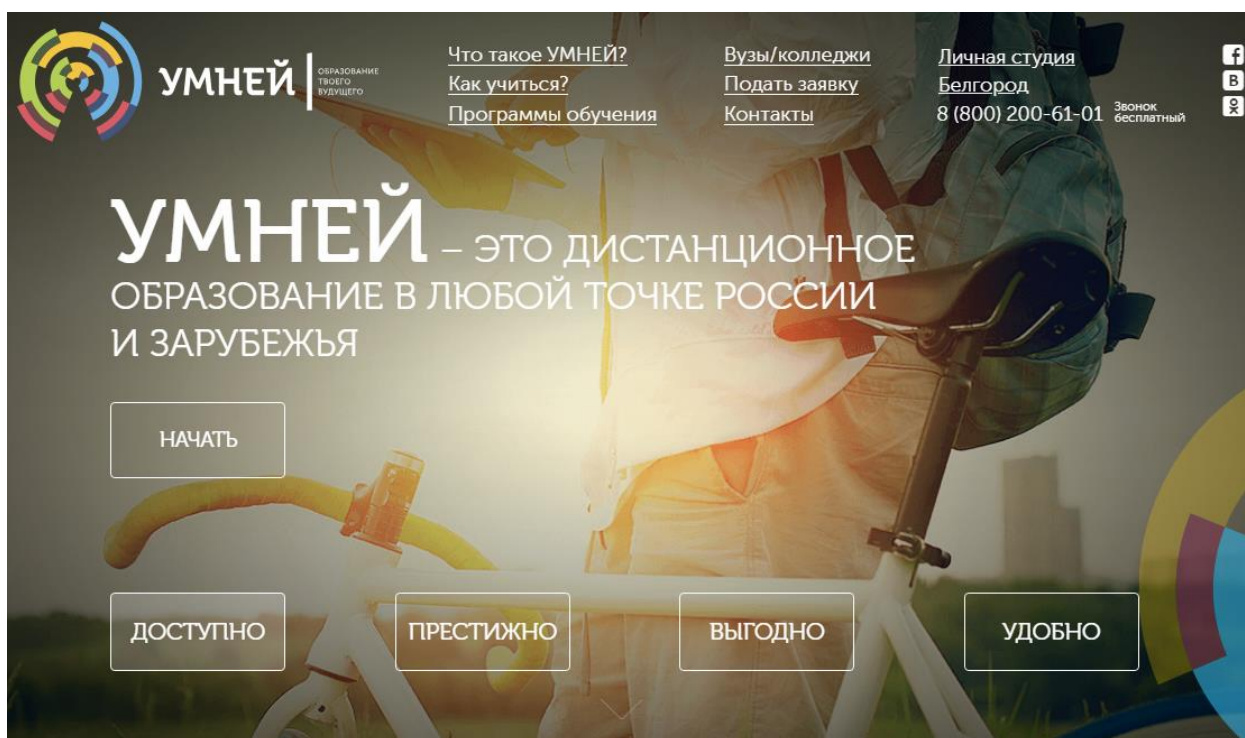 УМНЕЙ
ОБРАЗОВАНИЕ
ТВОЕГО
БУДУЩЕГО
Что такое УМНЕЙ?
Как учиться?
Программы обучения
Вузы/колледжи
Подать заявку
Контакты
Личная студия
Белгород
8 (800) 200-61-01 Звонок
бесплатный
f
В
УМНЕЙ – ЭТО ДИСТАНЦИОННОЕ
ОБРАЗОВАНИЕ В ЛЮБОЙ ТОЧКЕ РОССИИ
И ЗАРУБЕЖЬЯ
НАЧАТЬ
ДОСТУПНО
ПРЕСТИЖНО
ВЫГОДНО
УДОБНО